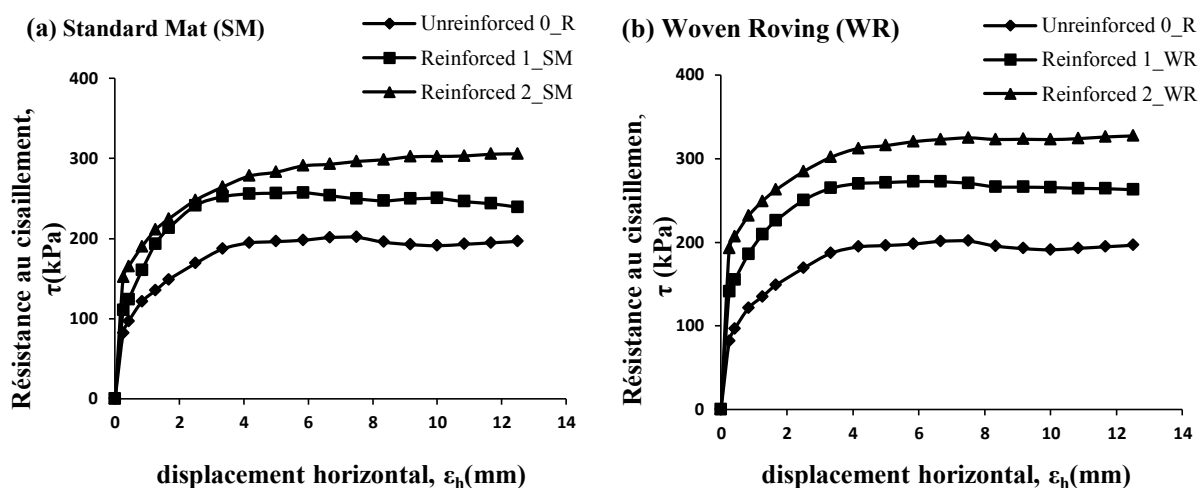 (a) Standard Mat (SM)
Unreinforced 0_R
Reinforced 1_SM
Reinforced 2_SM
Résistance au cisaillement,
τ(kPa)
400
300
200
100
0
0 2 4 6 8 10 12 14
displacement horizontal, εh(mm)
(b) Woven Roving (WR)
Unreinforced 0_R
Reinforced 1_WR
Reinforced 2_WR
Résistance au cisaillemen,
τ (kPa)
400
300
200
100
0
0 2 4 6 8 10 12 14
displacement horizontal, εh(mm)